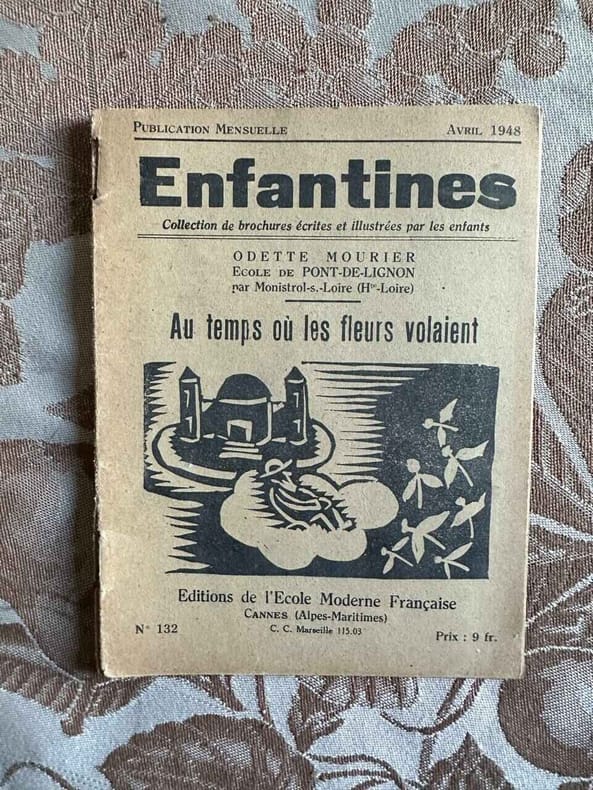 PUBLICATION MENSUELLE AVRIL 1948
Enfantines
Collection de brochures écrites et illustrées par les enfants
ODETTE MOURIER
ECOLE DE PONT-DE-LIGNON
par Monistrol-s.-Loire (Hte-Loire)
Au temps où les fleurs volaient
Editions de l'Ecole Moderne Française
CANNES (Alpes-Maritimes)
N° 132 C. C. Marseille 115.03 Prix : 9 fr.